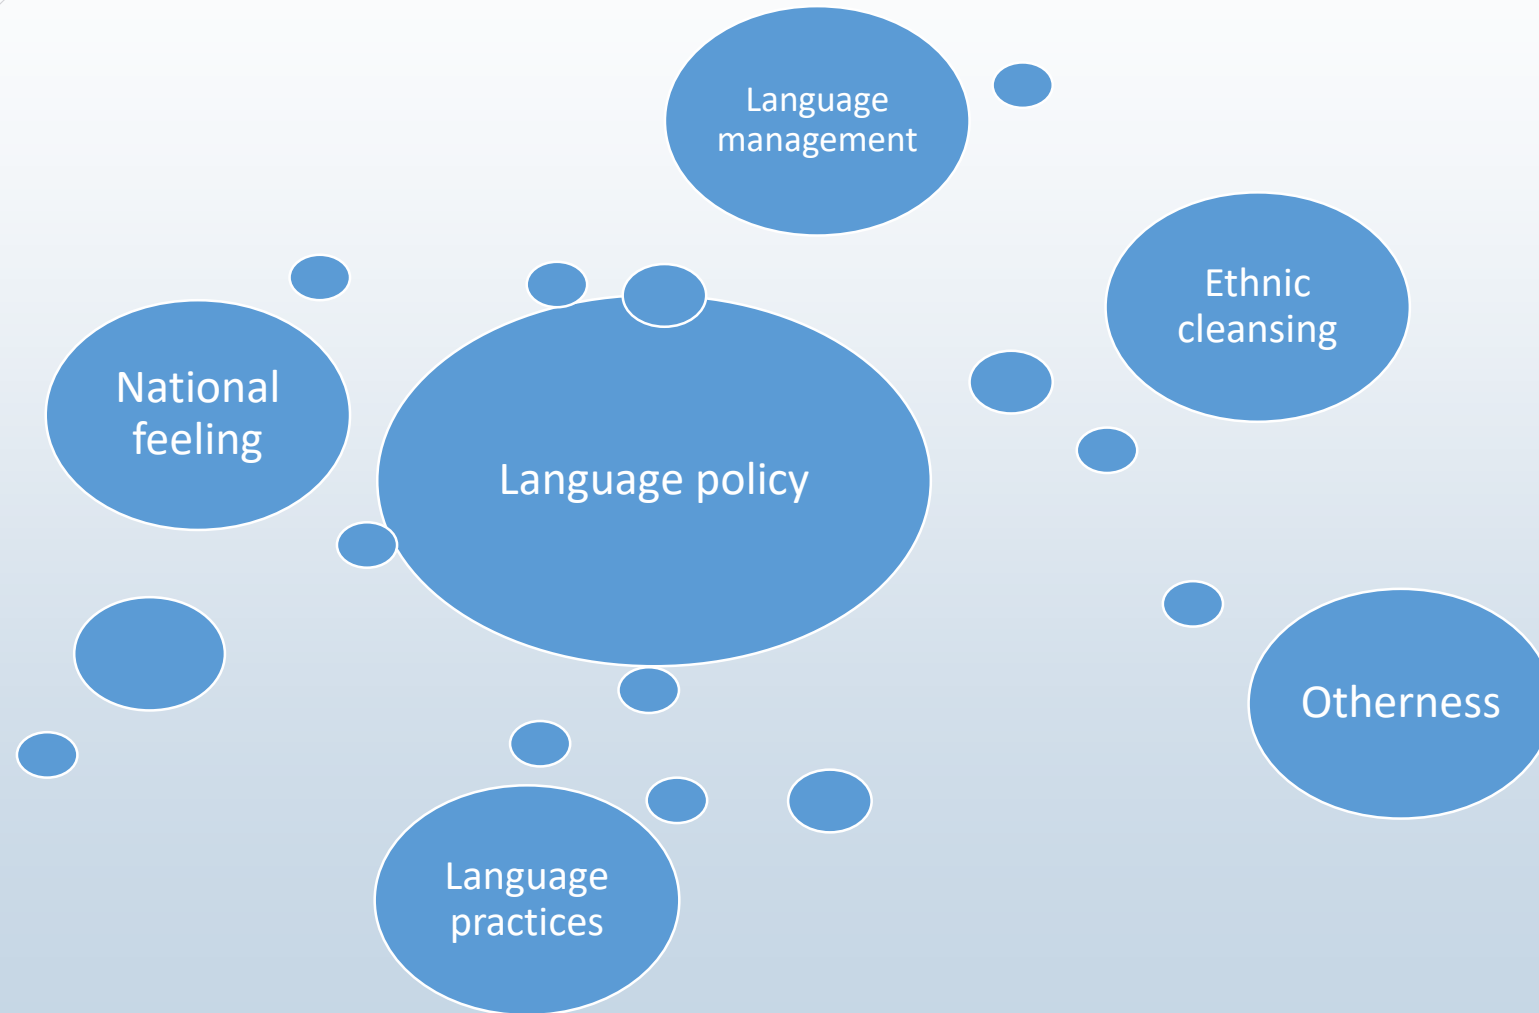 Language
management
Ethnic
cleansing
National
feeling
Language policy
Otherness
Language
practices